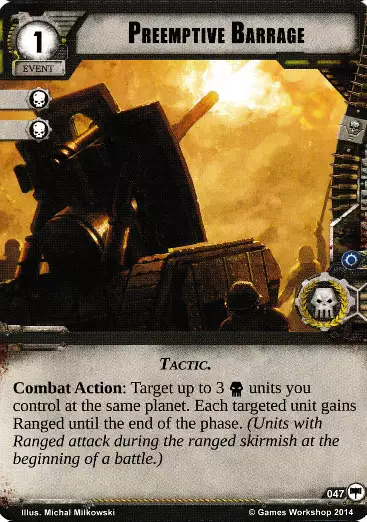 1
PREEMPTIVE BARRAGE
EVENT
TACTIC.
Combat Action: Target up to 3 units you
control at the same planet. Each targeted unit gains
Ranged until the end of the phase. (Units with
Ranged attack during the ranged skirmish at the
beginning of a battle.)
047
Illus. Michal Milkowski
© Games Workshop 2014